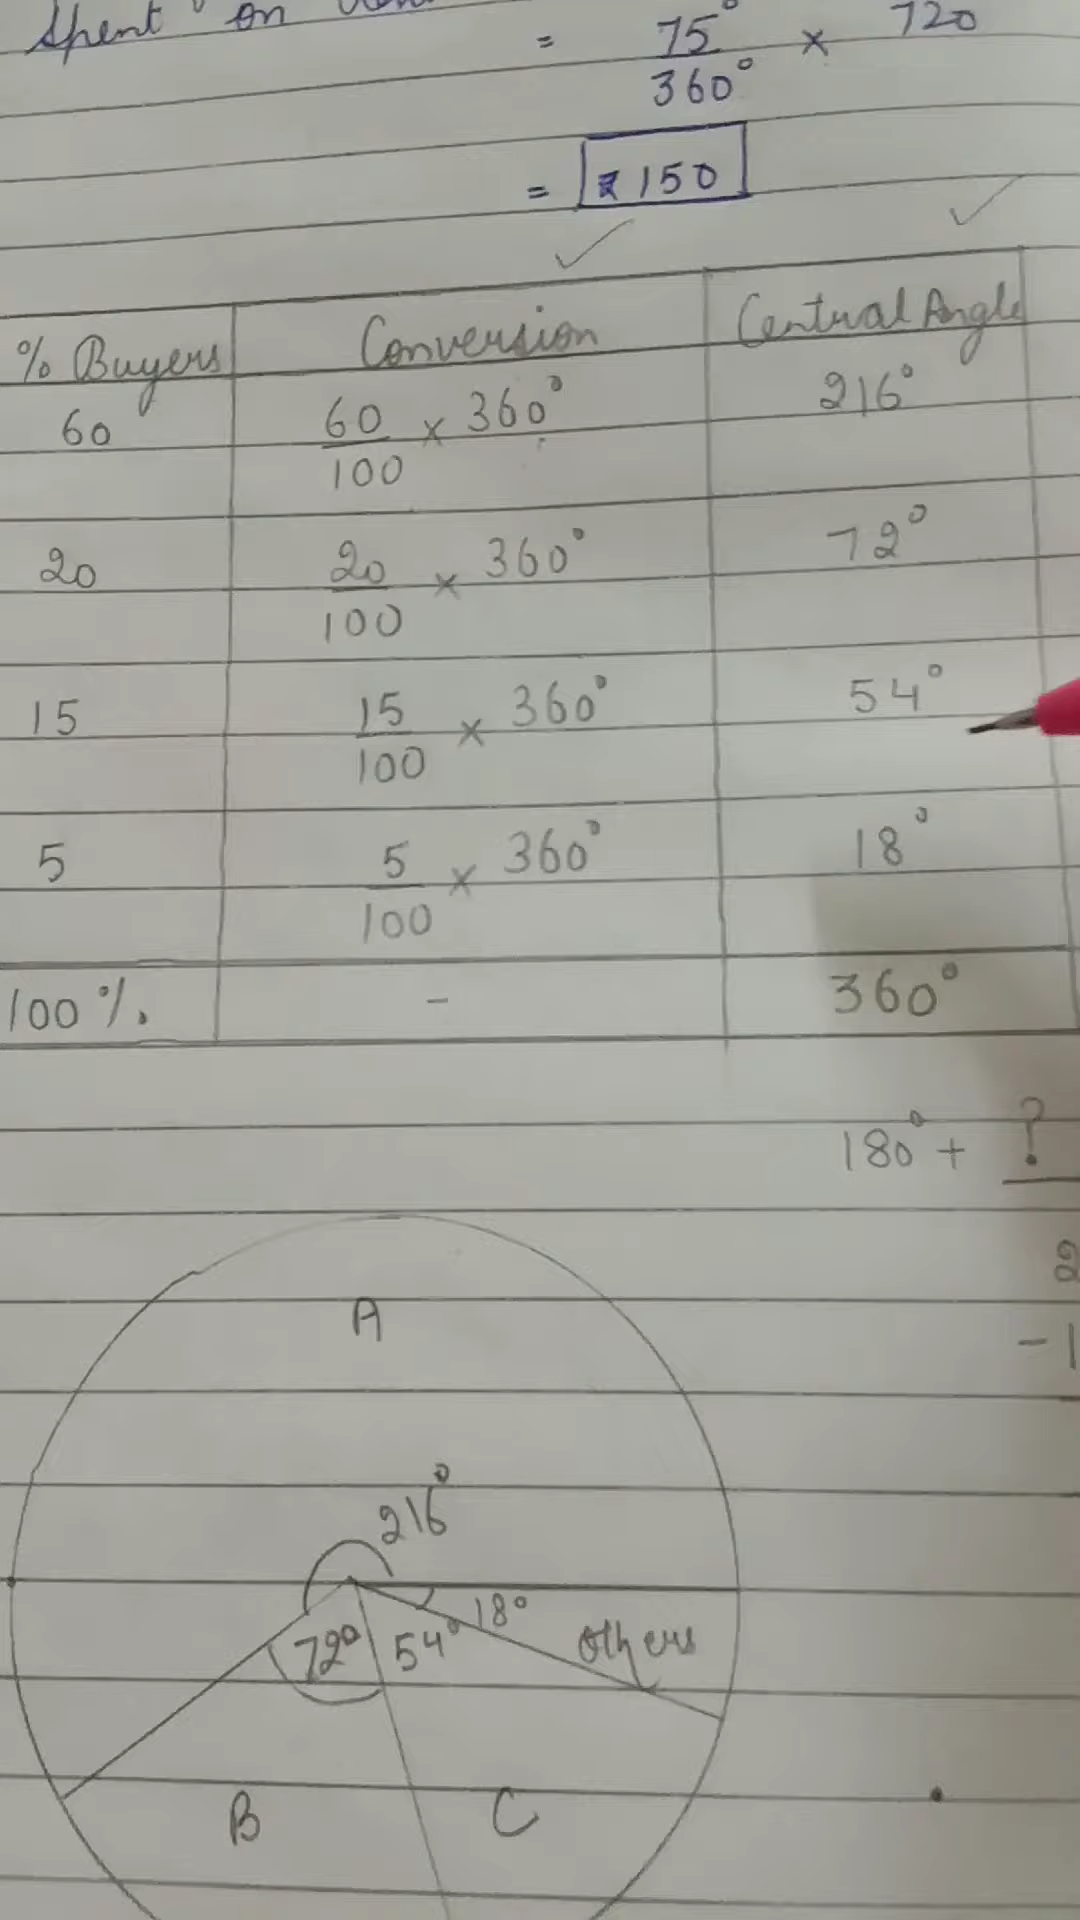 Spent on
= 75°/360° × 720
= ₹150
% Buyers | Conversion | Central Angle
60 | 60/100 × 360° | 216°
20 | 20/100 × 360° | 72°
15 | 15/100 × 360° | 54°
5 | 5/100 × 360° | 18°
100 %. | - | 360°
180° + ?
2
- 1
A
216°
18°
72° 54° others
B C